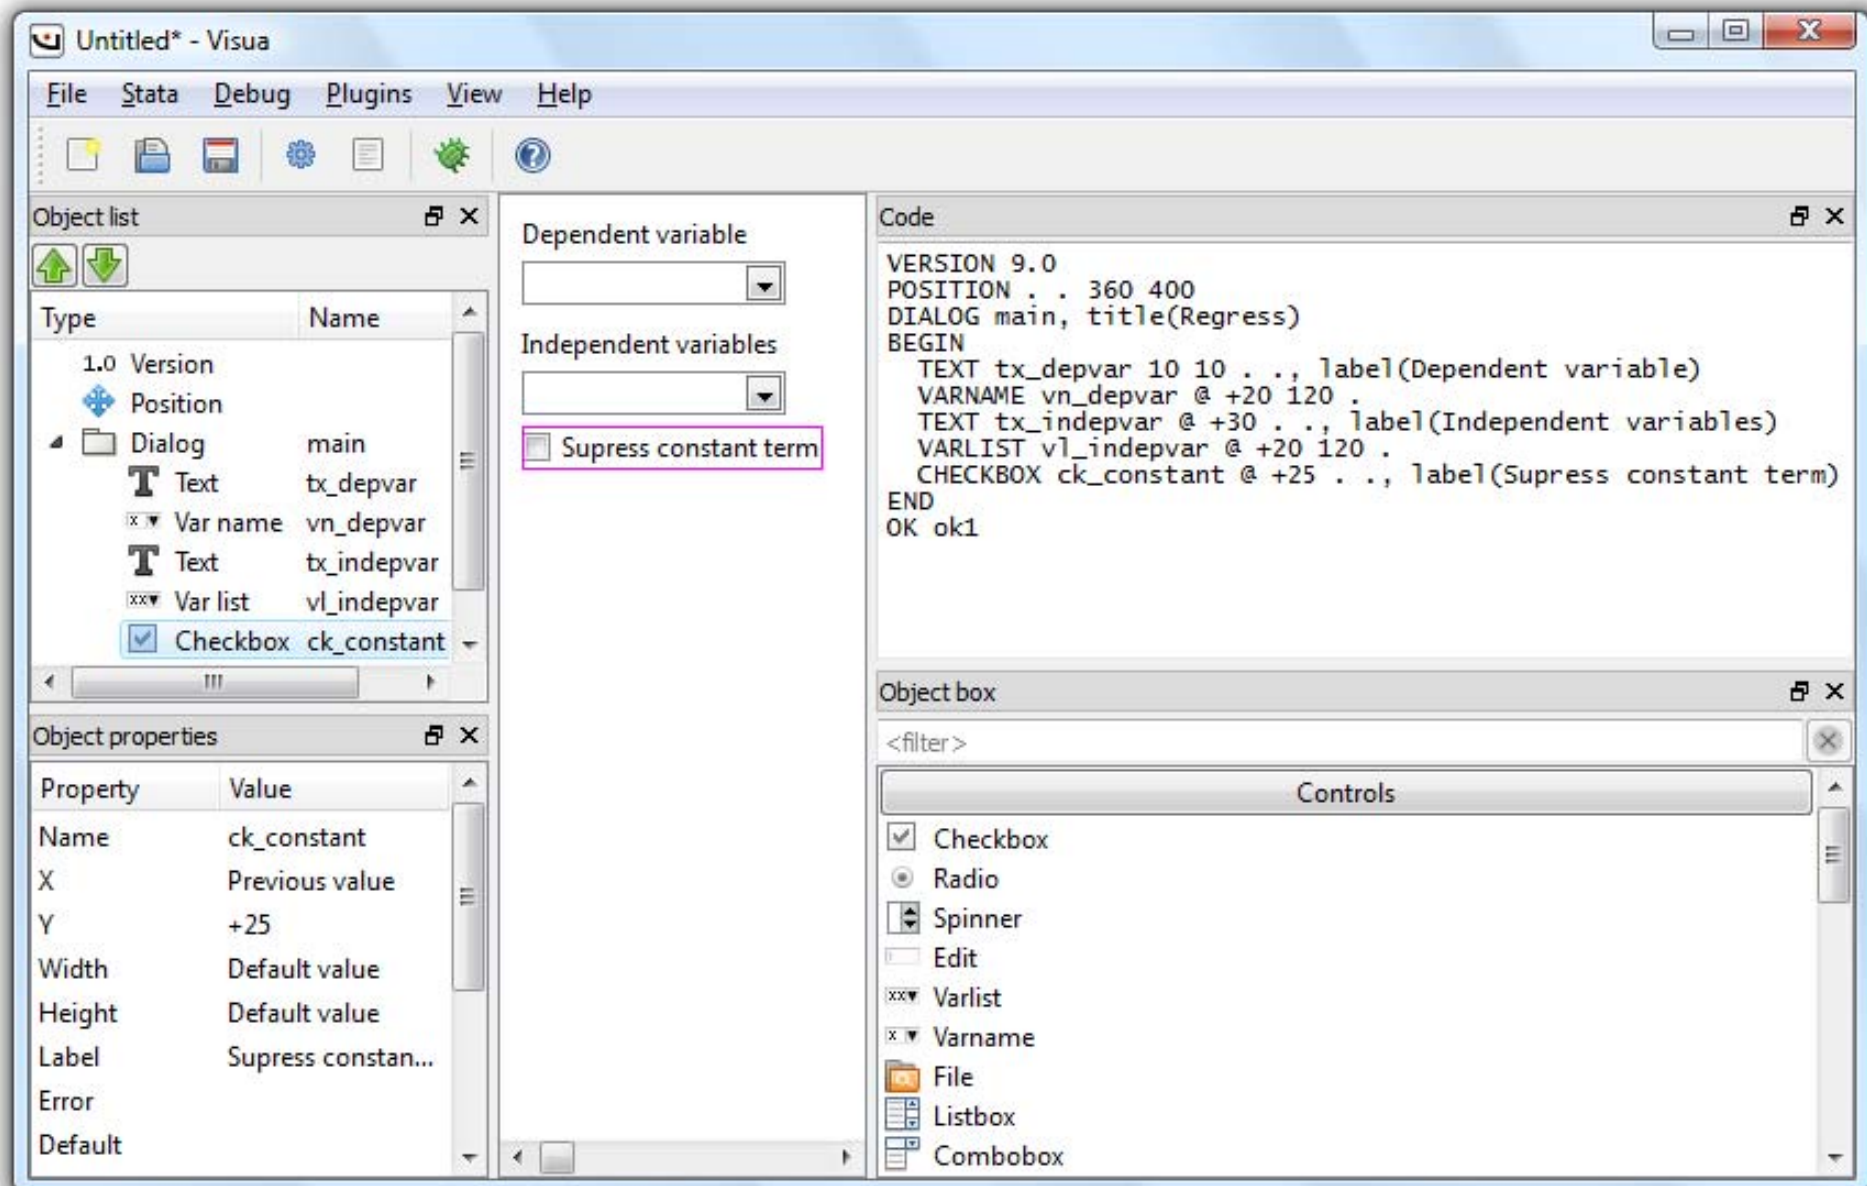 Untitled* - Visua
File Stata Debug Plugins View Help
Object list
Type Name
1.0 Version
Position
Dialog main
T Text tx_depvar
x Var name vn_depvar
T Text tx_indepvar
xx Var list vl_indepvar
Checkbox ck_constant
Object properties
Property Value
Name ck_constant
X Previous value
Y +25
Width Default value
Height Default value
Label Supress constan...
Error
Default
Dependent variable
Independent variables
Supress constant term
Code
VERSION 9.0
POSITION . . 360 400
DIALOG main, title(Regress)
BEGIN
TEXT tx_depvar 10 10 . ., label(Dependent variable)
VARNAME vn_depvar @ +20 120 .
TEXT tx_indepvar @ +30 . ., label(Independent variables)
VARLIST vl_indepvar @ +20 120 .
CHECKBOX ck_constant @ +25 . ., label(Supress constant term)
END
OK ok1
Object box
<filter>
Controls
Checkbox
Radio
Spinner
Edit
xx Varlist
x Varname
File
Listbox
Combobox